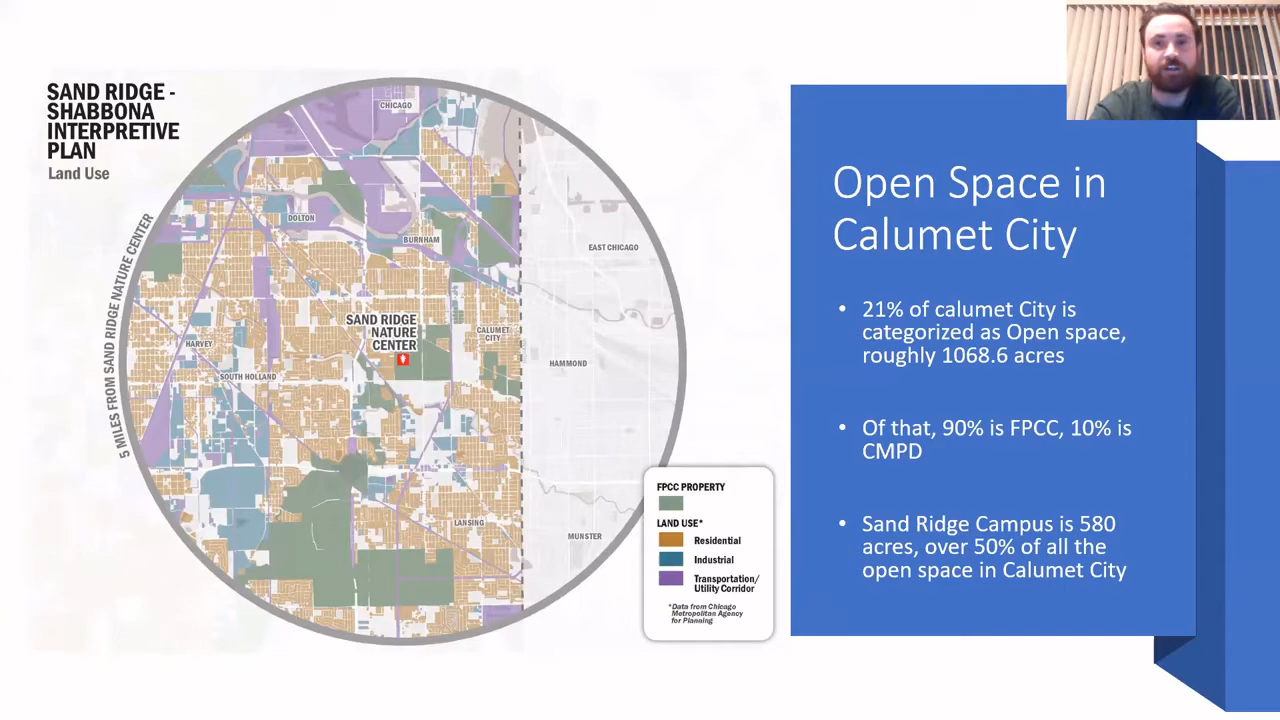 SAND RIDGE -
SHABBONA
INTERPRETIVE
PLAN
Land Use
5 MILES FROM SAND RIDGE NATURE CENTER
CHICAGO
DOLTON
BURNHAM
EAST CHICAGO
SAND RIDGE
NATURE
CENTER
CALUMET
CITY
HARVEY
SOUTH HOLLAND
HAMMOND
LANSING
MUNSTER
FPCC PROPERTY
LAND USE*
Residential
Industrial
Transportation/
Utility Corridor
*Data from Chicago
Metropolitan Agency
for Planning
Open Space in
Calumet City
• 21% of calumet City is
categorized as Open space,
roughly 1068.6 acres
• Of that, 90% is FPCC, 10% is
CMPD
• Sand Ridge Campus is 580
acres, over 50% of all the
open space in Calumet City